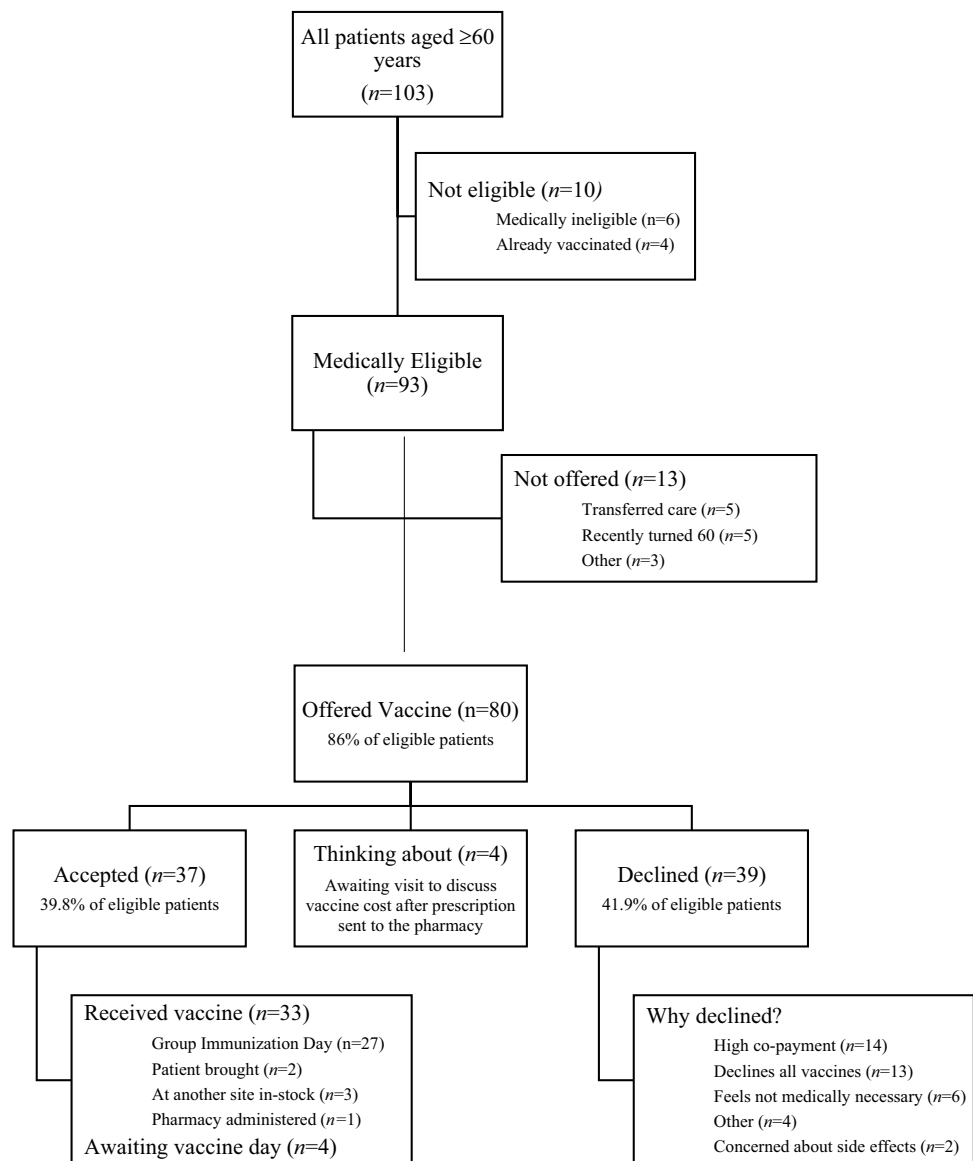 All patients aged ≥60
years
(n=103)
Not eligible (n=10)
Medically ineligible (n=6)
Already vaccinated (n=4)
Medically Eligible
(n=93)
Not offered (n=13)
Transferred care (n=5)
Recently turned 60 (n=5)
Other (n=3)
Offered Vaccine (n=80)
86% of eligible patients
Accepted (n=37)
39.8% of eligible patients
Thinking about (n=4)
Awaiting visit to discuss
vaccine cost after prescription
sent to the pharmacy
Declined (n=39)
41.9% of eligible patients
Received vaccine (n=33)
Group Immunization Day (n=27)
Patient brought (n=2)
At another site in-stock (n=3)
Pharmacy administered (n=1)
Awaiting vaccine day (n=4)
Why declined?
High co-payment (n=14)
Declines all vaccines (n=13)
Feels not medically necessary (n=6)
Other (n=4)
Concerned about side effects (n=2)